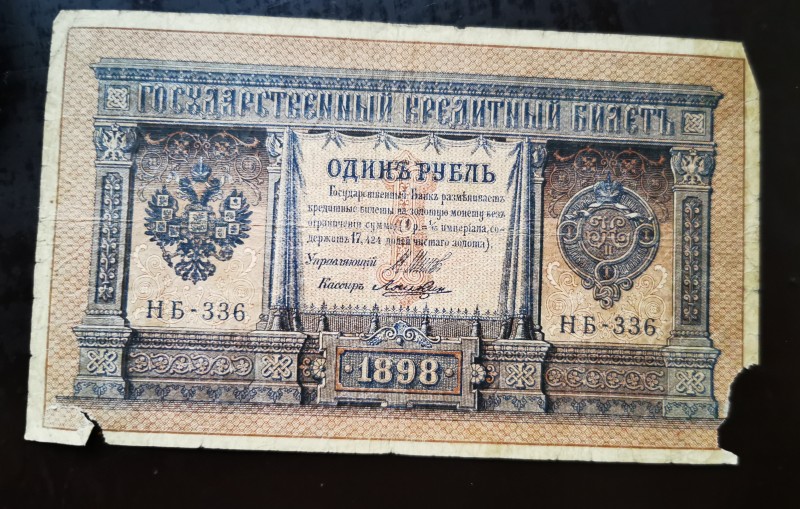 ГОСУДАРСТВЕННЫЙ КРЕДИТНЫЙ БИЛЕТЪ
ОДИНЪ РУБЛЬ
Государственный Банкъ размѣниваетъ
кредитные билеты на золотую монету безъ
ограниченія суммы (1 р.= 1/15 имперіала, со-
держитъ 17,424 долей чистаго золота).
Управляющій
Кассиръ
НБ-336
НБ-336
1898